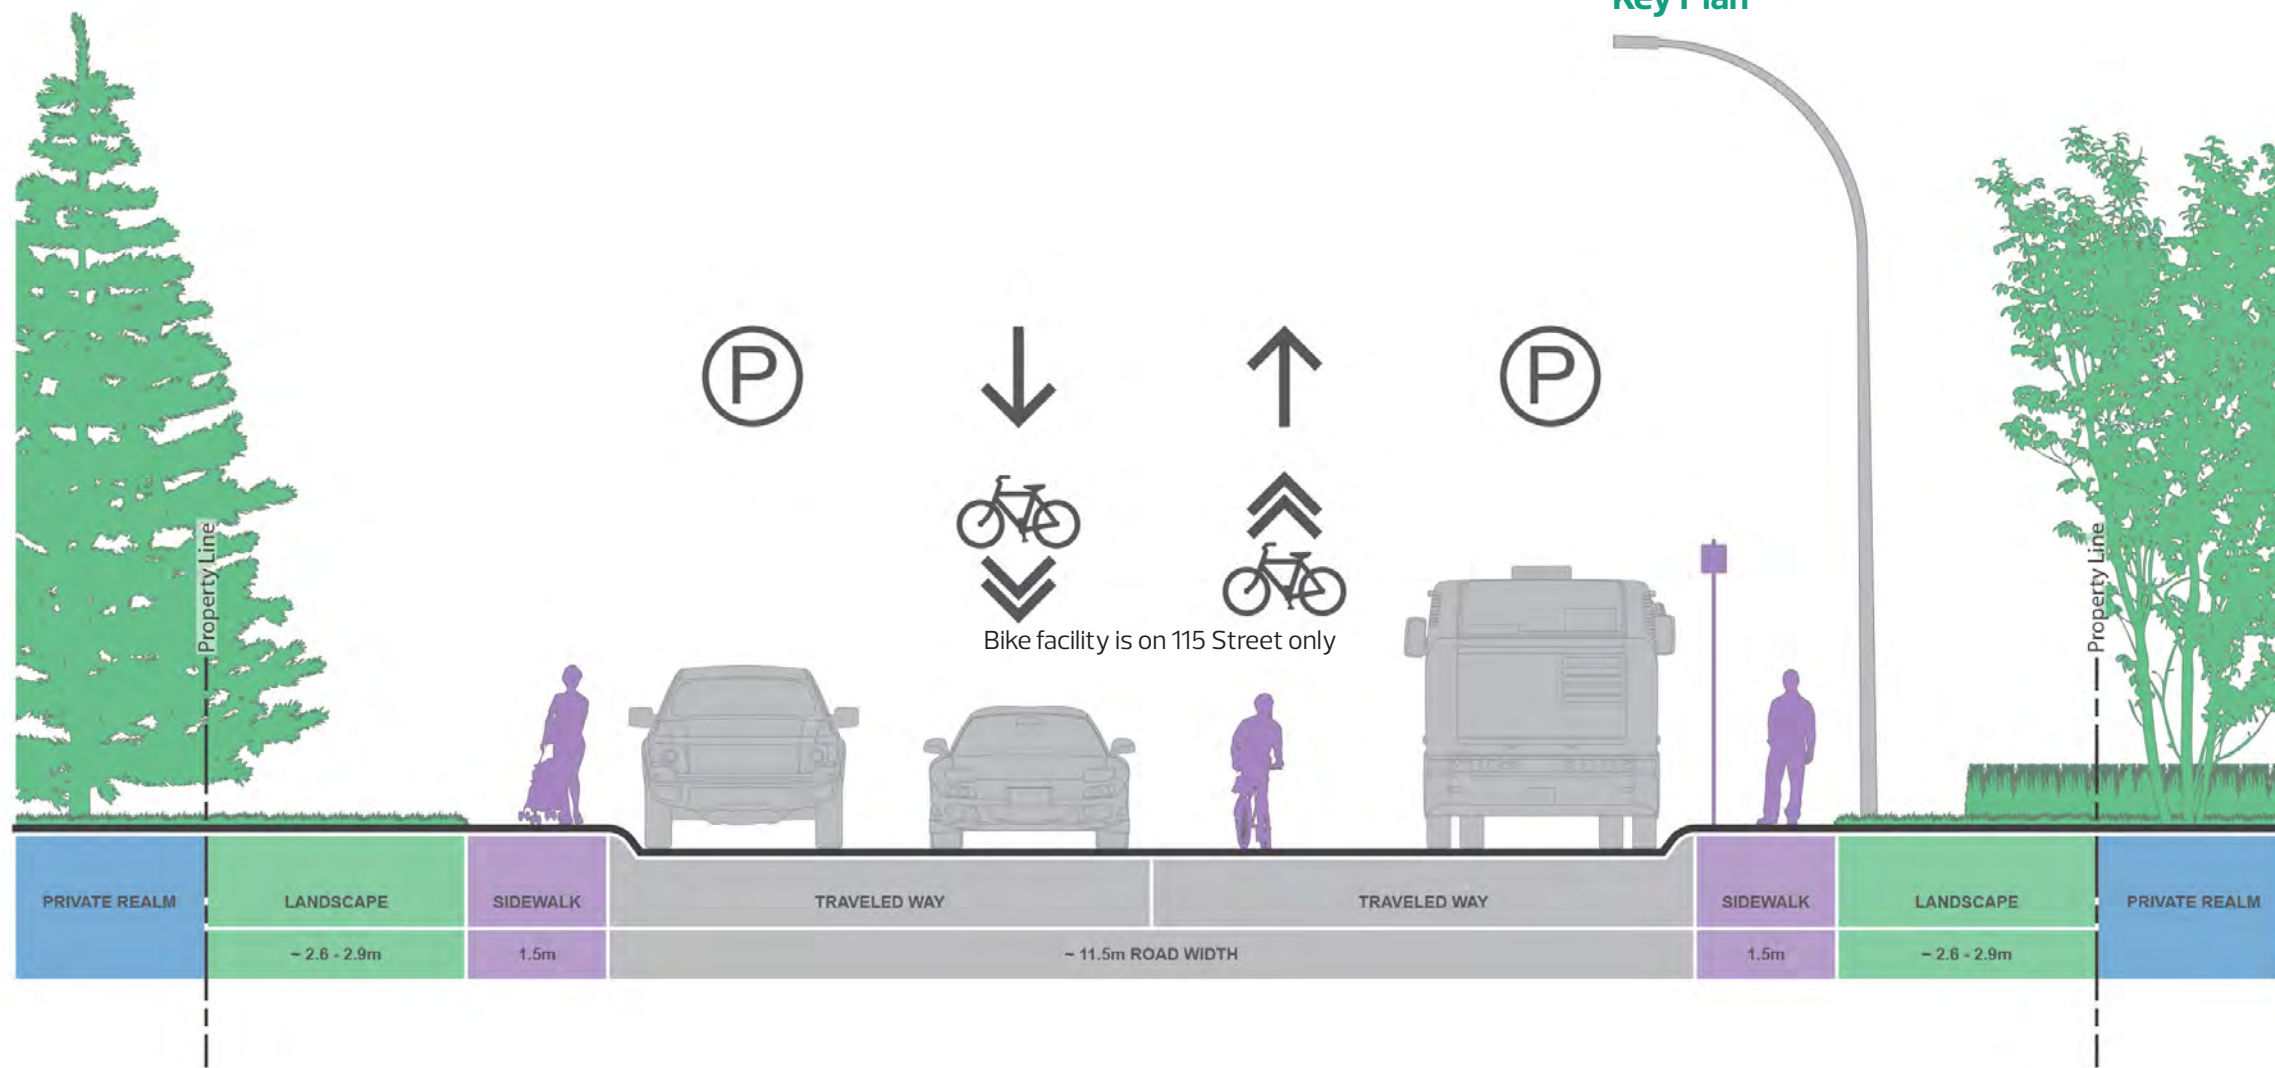 Key Plan
P
P
Bike facility is on 115 Street only
Property Line
Property Line
PRIVATE REALM
LANDSCAPE
SIDEWALK
TRAVELED WAY
TRAVELED WAY
SIDEWALK
LANDSCAPE
PRIVATE REALM
~ 2.6 - 2.9m
1.5m
~ 11.5m ROAD WIDTH
1.5m
~ 2.6 - 2.9m